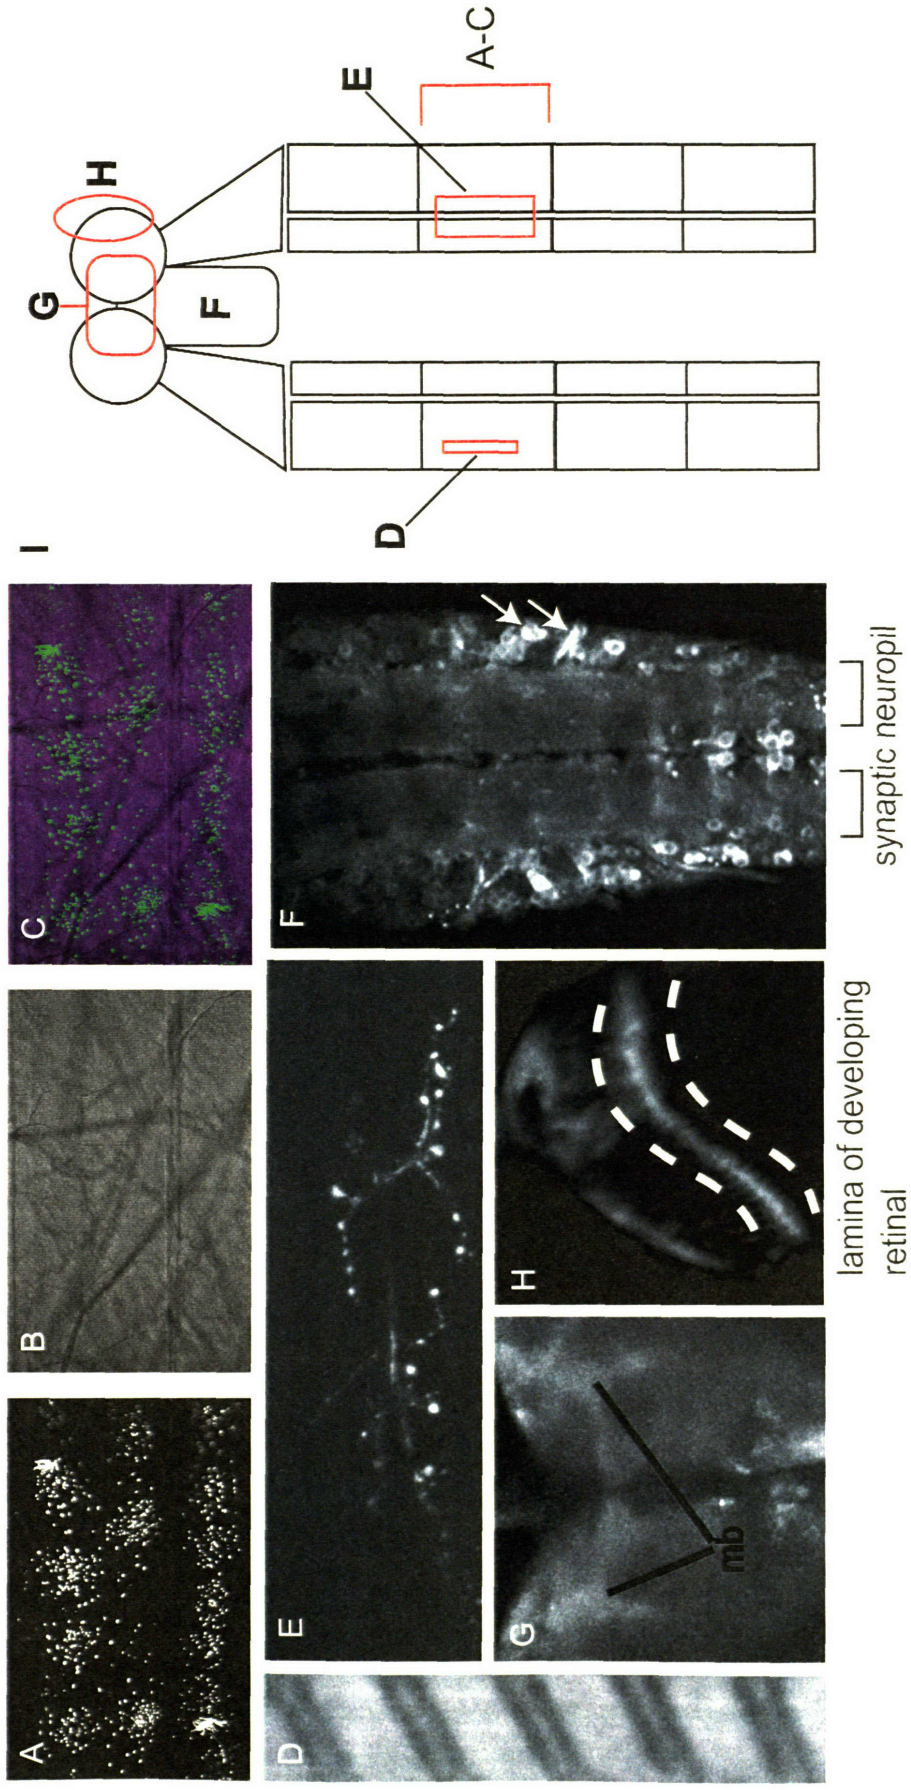 A
B
C
D
E
F
synaptic neuropil
G
mb
H
lamina of developing
retinal
I
G
H
F
E
A-C
D